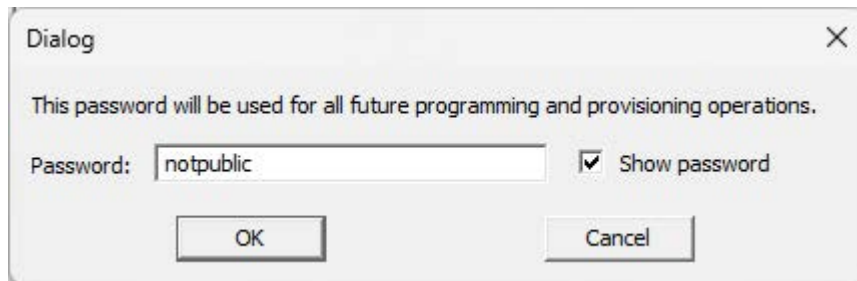 Dialog
This password will be used for all future programming and provisioning operations.
Password: notpublic Show password
OK Cancel